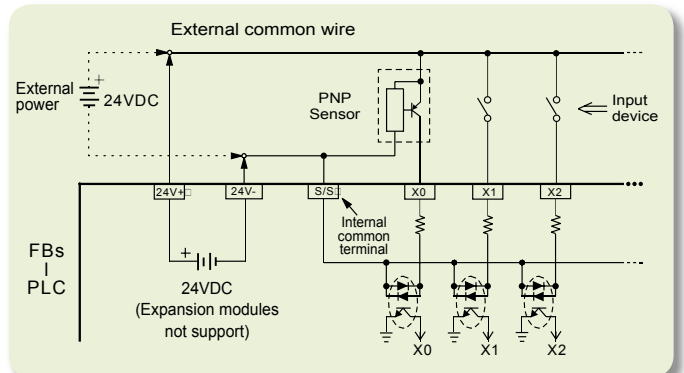 External common wire
External
power
+
24VDC
PNP
Sensor
Input
device
24V+□
24V-
S/S□
X0
X1
X2
Internal
common
terminal
FBs
|
PLC
+
24VDC
(Expansion modules
not support)
X0
X1
X2